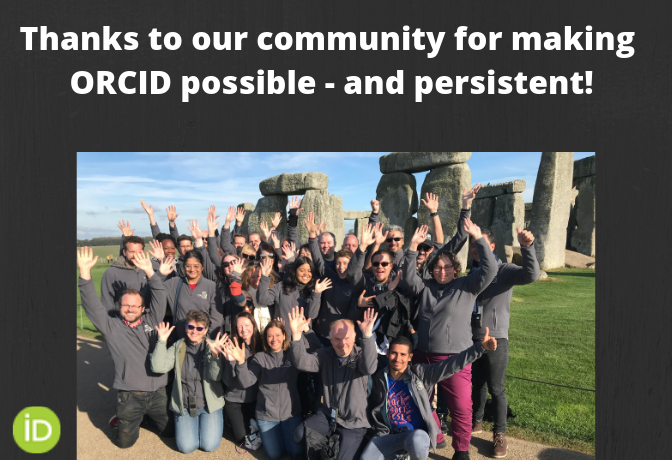 Thanks to our community for making
ORCID possible - and persistent!
iD